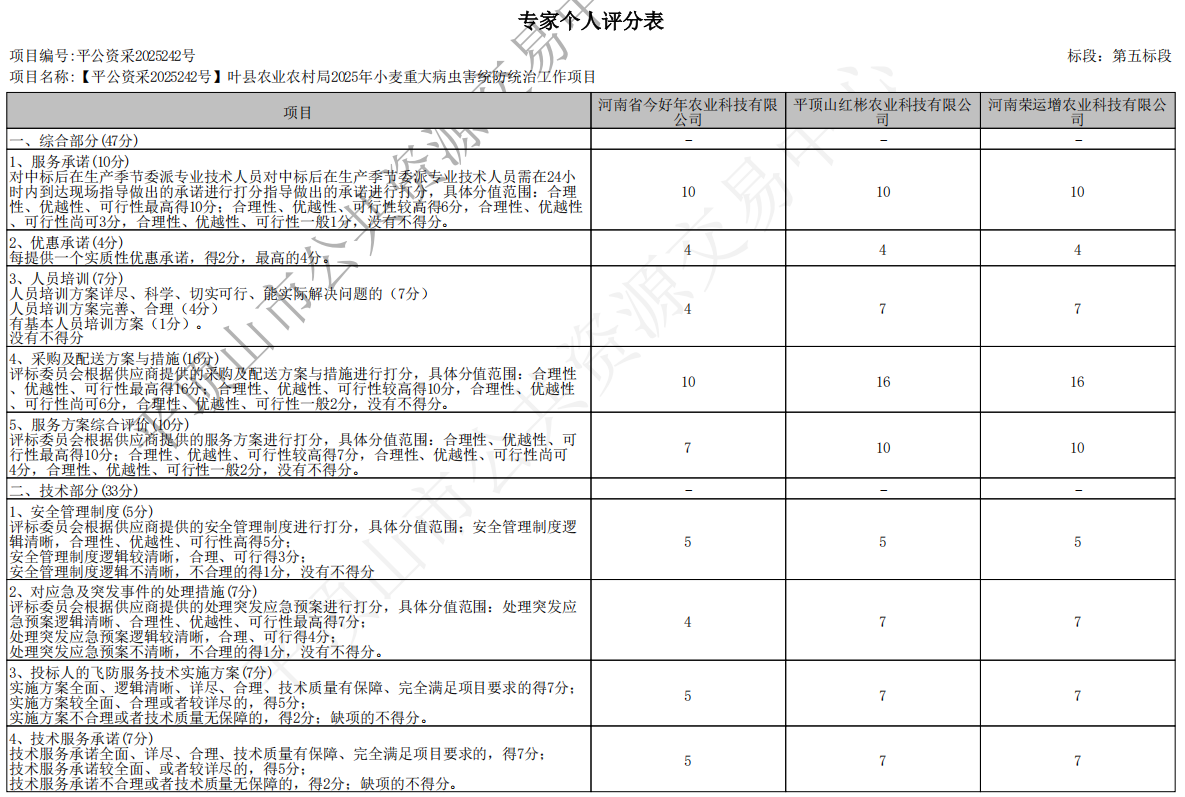 专家个人评分表
项目编号:平公资采2025242号
标段：第五标段
项目名称:【平公资采2025242号】叶县农业农村局2025年小麦重大病虫害统防统治工作项目
项目
河南省今好年农业科技有限
公司
平顶山红彬农业科技有限公
司
河南荣运增农业科技有限公
司
一、综合部分(47分)
–
–
–
1、服务承诺(10分)
对中标后在生产季节委派专业技术人员对中标后在生产季节委派专业技术人员需在24小
时内到达现场指导做出的承诺进行打分指导做出的承诺进行打分，具体分值范围：合理
性、优越性、可行性最高得10分；合理性、优越性、可行性较高得6分，合理性、优越性
、可行性尚可3分，合理性、优越性、可行性一般1分，没有不得分。
10
10
10
2、优惠承诺(4分)
每提供一个实质性优惠承诺，得2分，最高的4分。
4
4
4
3、人员培训(7分)
人员培训方案详尽、科学、切实可行、能实际解决问题的（7分）
人员培训方案完善、合理（4分）
有基本人员培训方案（1分）。
没有不得分
4
7
7
4、采购及配送方案与措施(16分)
评标委员会根据供应商提供的采购及配送方案与措施进行打分，具体分值范围：合理性
、优越性、可行性最高得16分；合理性、优越性、可行性较高得10分，合理性、优越性
、可行性尚可6分，合理性、优越性、可行性一般2分，没有不得分。
10
16
16
5、服务方案综合评价(10分)
评标委员会根据供应商提供的服务方案进行打分，具体分值范围：合理性、优越性、可
行性最高得10分；合理性、优越性、可行性较高得7分，合理性、优越性、可行性尚可
4分，合理性、优越性、可行性一般2分，没有不得分。
7
10
10
二、技术部分(33分)
–
–
–
1、安全管理制度(5分)
评标委员会根据供应商提供的安全管理制度进行打分，具体分值范围：安全管理制度逻
辑清晰，合理性、优越性、可行性高得5分；
安全管理制度逻辑较清晰，合理、可行得3分；
安全管理制度逻辑不清晰，不合理的得1分，没有不得分
5
5
5
2、对应急及突发事件的处理措施(7分)
评标委员会根据供应商提供的处理突发应急预案进行打分，具体分值范围：处理突发应
急预案逻辑清晰、合理性、优越性、可行性最高得7分；
处理突发应急预案逻辑较清晰，合理、可行得4分；
处理突发应急预案不清晰，不合理的得1分，没有不得分。
4
7
7
3、投标人的飞防服务技术实施方案(7分)
实施方案全面、逻辑清晰、详尽、合理、技术质量有保障、完全满足项目要求的得7分；
实施方案较全面、合理或者较详尽的，得5分；
实施方案不合理或者技术质量无保障的，得2分；缺项的不得分。
5
7
7
4、技术服务承诺(7分)
技术服务承诺全面、详尽、合理、技术质量有保障、完全满足项目要求的，得7分；
技术服务承诺较全面、或者较详尽的，得5分；
技术服务承诺不合理或者技术质量无保障的，得2分；缺项的不得分。
5
7
7
平顶山市公共资源交易中
平顶山市公共资源交易中心